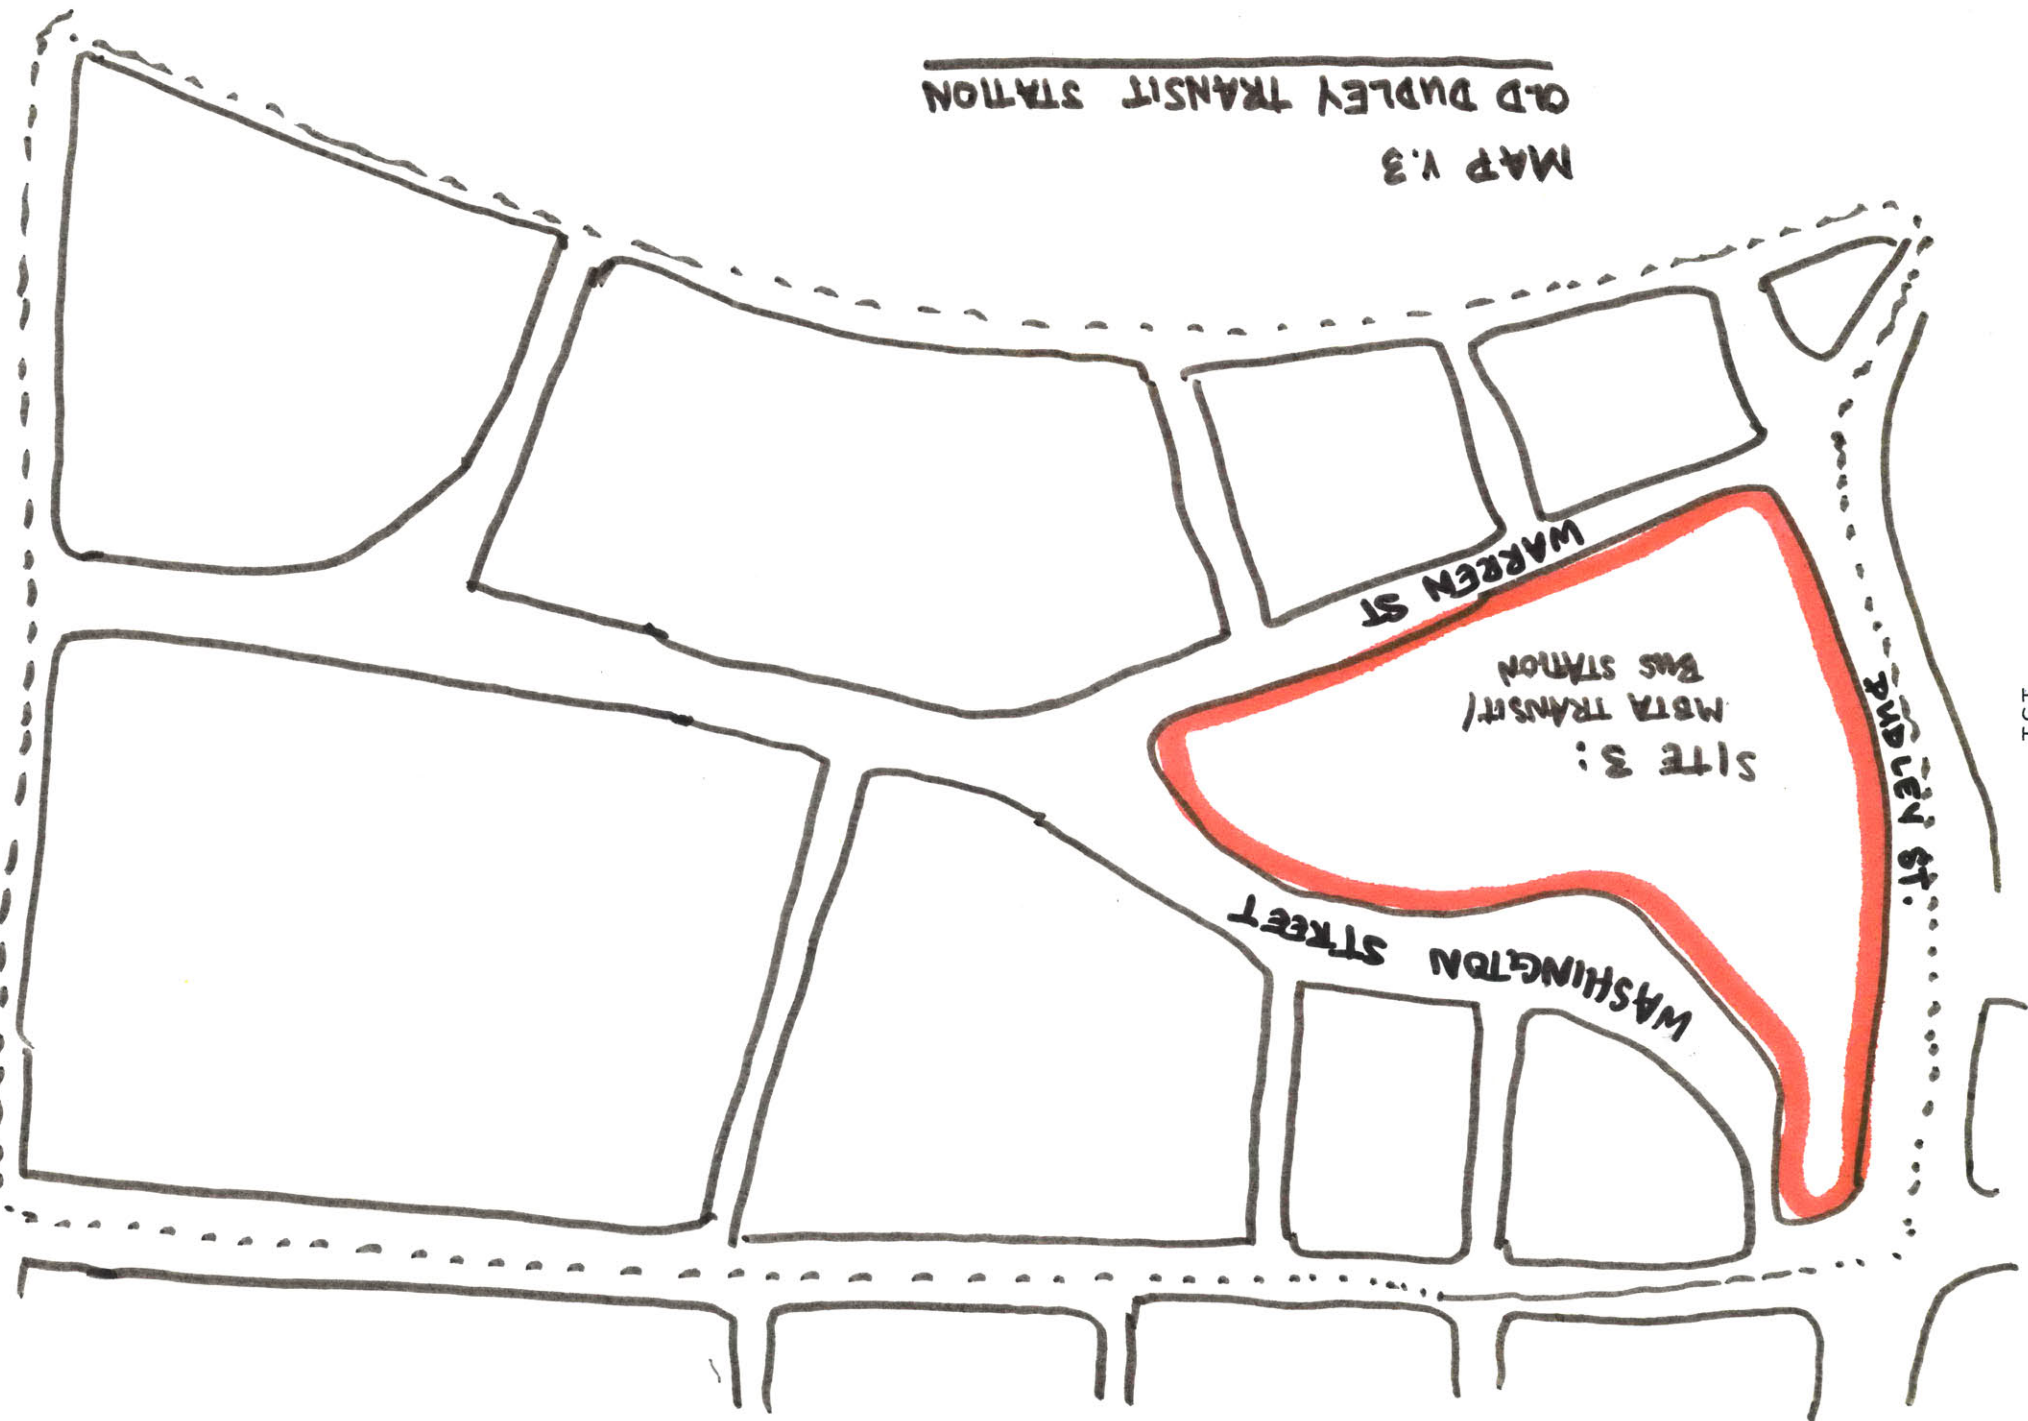 MAP V.3
OLD DUDLEY TRANSIT STATION
SITE 3:
MBTA TRANSIT/
BUS STATION
WARREN ST
DUDLEY ST.
WASHINGTON STREET